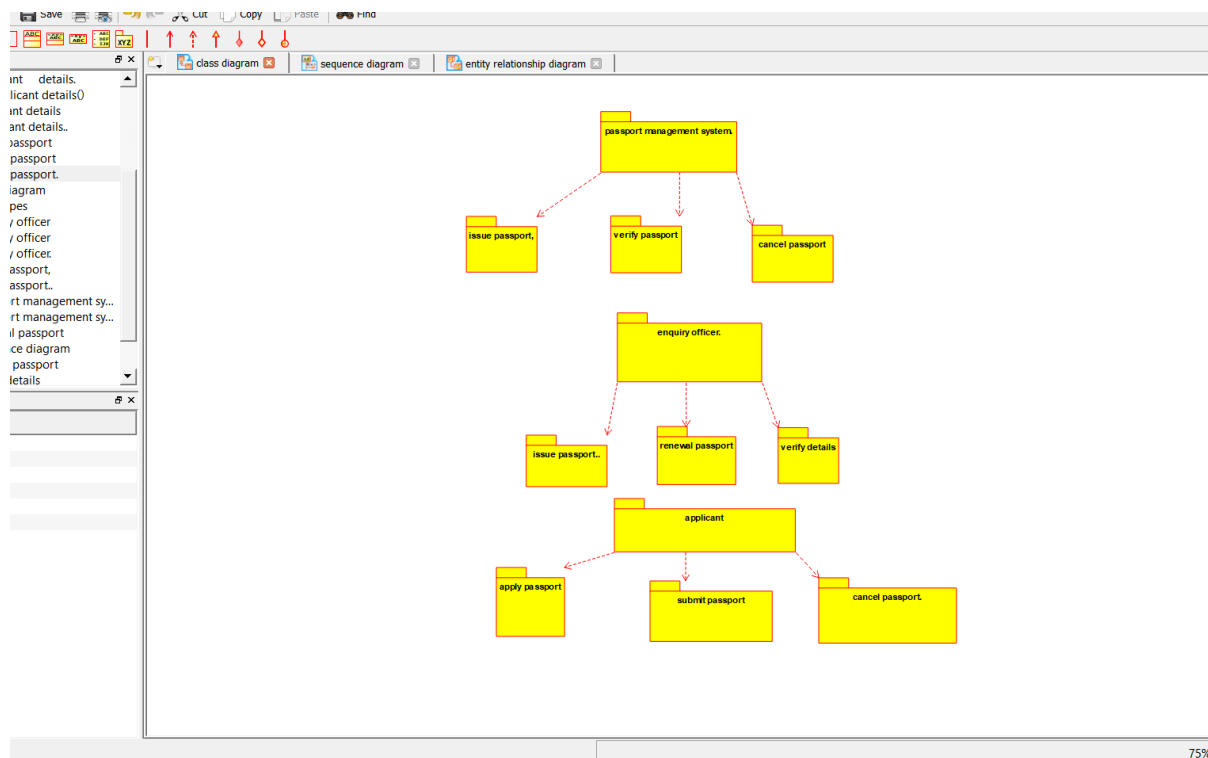 Save Cut Copy Paste Find
ABC ABC XYZ
class diagram sequence diagram entity relationship diagram
ant details.
licant details()
ant details
ant details..
passport
passport
passport.
iagram
pes
y officer
y officer
y officer.
assport,
assport..
rt management sy...
rt management sy...
al passport
ce diagram
passport
details
passport management system.
issue passport,
verify passport
cancel passport
enquiry officer.
issue passport..
renewal passport
verify details
applicant
apply passport
submit passport
cancel passport.
75%